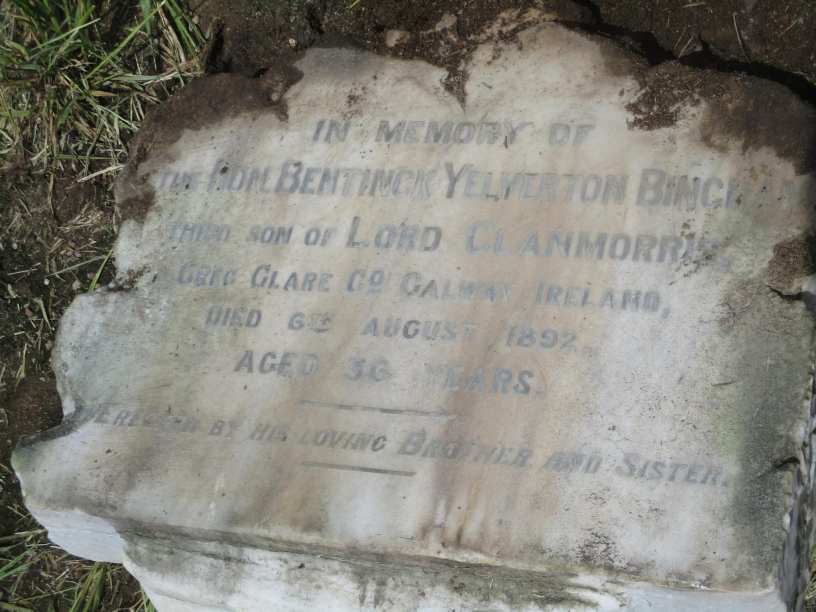 IN MEMORY OF
THE HON. BENTINCK YELVERTON BINGHAM
THIRD SON OF LORD CLANMORRIS,
CREG CLARE CO GALWAY IRELAND,
DIED 6TH AUGUST 1892,
AGED 36 YEARS.
ERECTED BY HIS LOVING BROTHER AND SISTER.